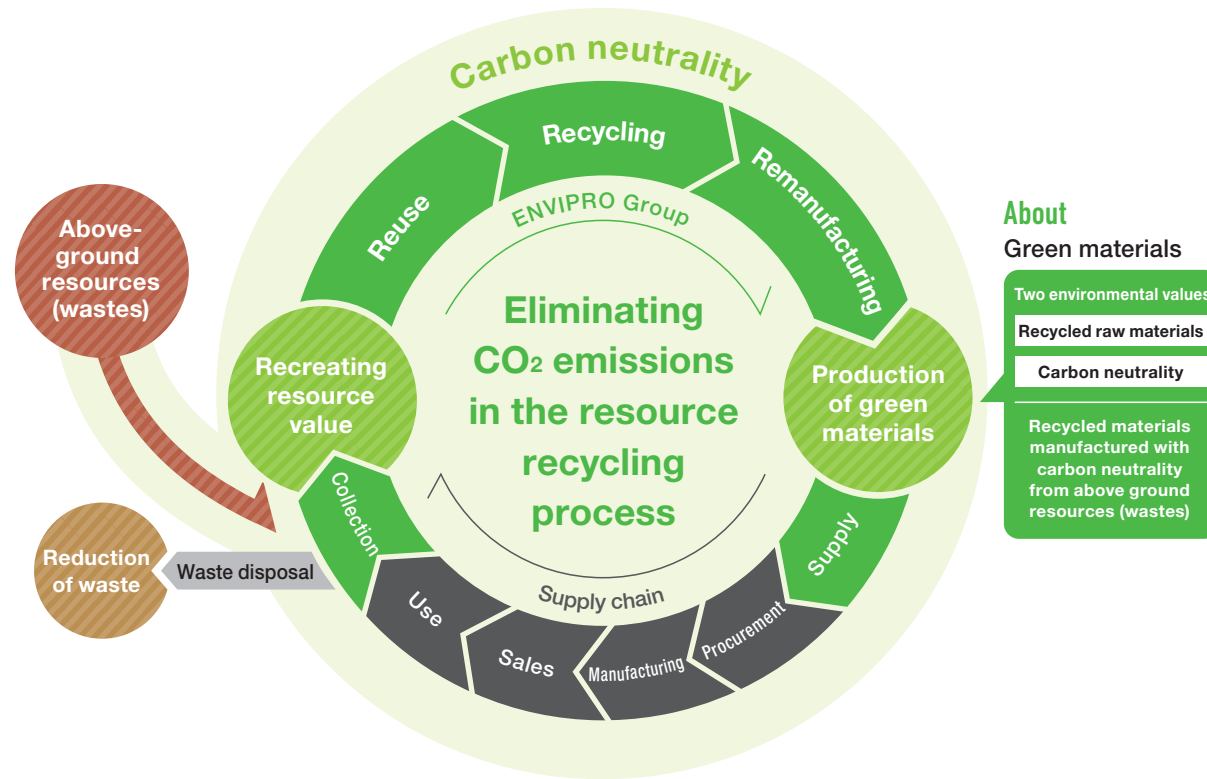 Carbon neutrality
Recycling
Reuse
Remanufacturing
ENVIPRO Group
Above-
ground
resources
(wastes)
Recreating
resource
value
Eliminating
CO₂ emissions
in the resource
recycling
process
Production
of green
materials
About
Green materials
Two environmental values
Recycled raw materials
Carbon neutrality
Recycled materials
manufactured with
carbon neutrality
from above ground
resources (wastes)
Collection
Supply
Reduction
of waste
Waste disposal
Supply chain
Use
Sales
Manufacturing
Procurement